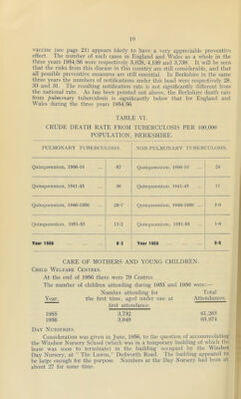 19
vaccine (see page 21) appears likely to have a very appreciable preventive
effect. The number of such cases in England and Wales as a whole in the
three years 1954/56 were respectively
It will be seen
that the risks from this disease in this country are still considerable, and that
all possible preventive measures are still essential. In Berkshire in the same
three years the numbers of notifications under this head were respectively 28,
33 and 31. The resulting notification rate is not significantly different from
the national rate. As has been pointed out above, the Berkshire death rate
from pulmonary tuberculosis is significantly below that for England and
Wales during the three years 1954/56.
TABLE VI.
CRUDE DEATH RATE FROM TUBERCULOSIS PER 100,000
POPULATION, BERKSHIRE.
PULMONARY TUBERCULOSIS. NON-PULMONARY TUBERCULOSIS.
Quinquennium, 1906-10 ... Quinquennium, 1906-10 ...
Quinquennium, 1941-45 ... Quinquennium, 1941-45 ...
Quinquennium, 1946-1950 ... Quinquennium, 1946-1950 ...
Quinquennium, 1951-55 ... Quinquennium, 1951-55 ...
Year 1956 ... Year 1956 ...
CARE OF MOTHERS AND YOUNG CHILDREN.
CHILD WELFARE CENTRES.
At the end of 1956 there were 79 Centres.
The number of children attending during 1955 and 1956 were:—
Number attending for Total
Year. the first time, aged under one at Attendances.
first attendance.
1955 3,792 61,263
1956 3,949 69,974
DAY NURSERIES.
Consideration was given in June, 1956, to the question of accommodating
the Windsor Nursery School (which was in a temporary building of which the
lease was soon to terminate) in the building occupied by the Windsor
Day Nursery, at "The Lawns," Dedworth Road. The building appeared to
be large enough for the purpose. Numbers at the Day Nursery had been at
about 27 for some time.